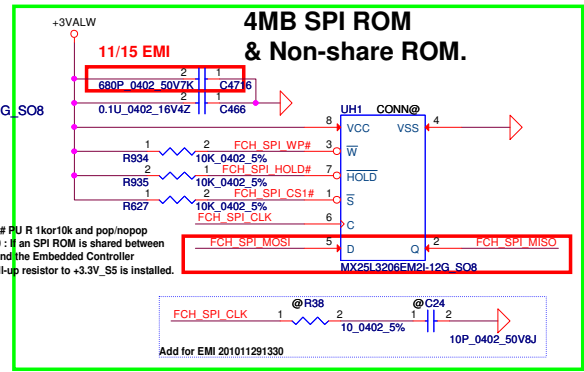 +3VALW
4MB SPI ROM
& Non-share ROM.
11/15 EMI
2 1
680P_0402_50V7K C4716
2 1
0.1U_0402_16V4Z C466
G_SO8
UH1 CONN@
8 VCC VSS 4
1 2 FCH_SPI_WP# 3 W
R934 10K_0402_5%
2 1 FCH_SPI_HOLD# 7 HOLD
R935 10K_0402_5%
1 2 FCH_SPI_CS1# 1 S
R627 10K_0402_5%
FCH_SPI_CLK 6 C
# PU R 1kor10k and pop/nopop
: If an SPI ROM is shared between
nd the Embedded Controller
ll-up resistor to +3.3V_S5 is installed.
FCH_SPI_MOSI 5 D Q 2 FCH_SPI_MISO
MX25L3206EM2I-12G_SO8
@R38 @C24
FCH_SPI_CLK 1 2 1 2
10_0402_5%
10P_0402_50V8J
Add for EMI 201011291330